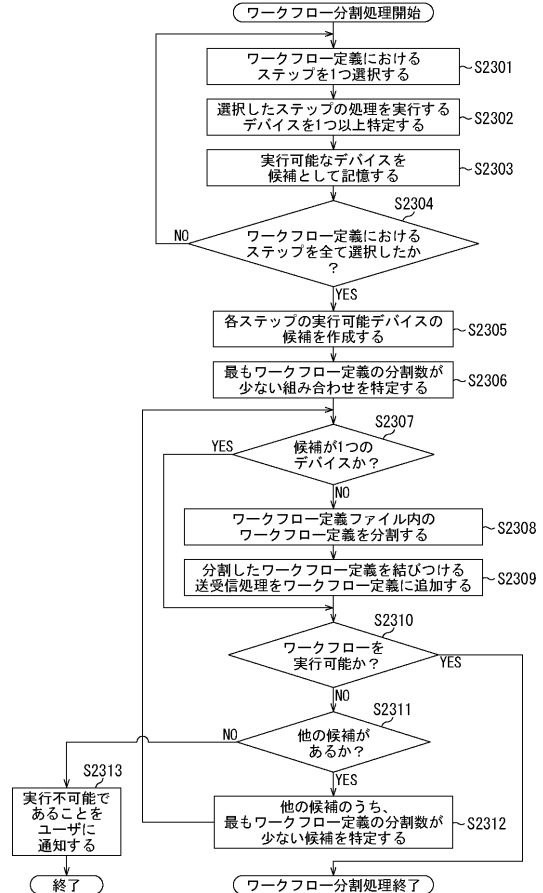 ワークフロー分割処理開始
ワークフロー定義における
ステップを1つ選択する
S2301
選択したステップの処理を実行する
デバイスを1つ以上特定する
S2302
実行可能なデバイスを
候補として記憶する
S2303
S2304
NO
ワークフロー定義における
ステップを全て選択したか
?
YES
各ステップの実行可能デバイスの
候補を作成する
S2305
最もワークフロー定義の分割数が
少ない組み合わせを特定する
S2306
S2307
YES
候補が1つの
デバイスか?
NO
ワークフロー定義ファイル内の
ワークフロー定義を分割する
S2308
分割したワークフロー定義を結びつける
送受信処理をワークフロー定義に追加する
S2309
S2310
ワークフローを
実行可能か?
YES
NO
S2311
NO
他の候補が
あるか?
YES
S2313
実行不可能で
あることを
ユーザに
通知する
他の候補のうち、
最もワークフロー定義の分割数が
少ない候補を特定する
S2312
終了
ワークフロー分割処理終了